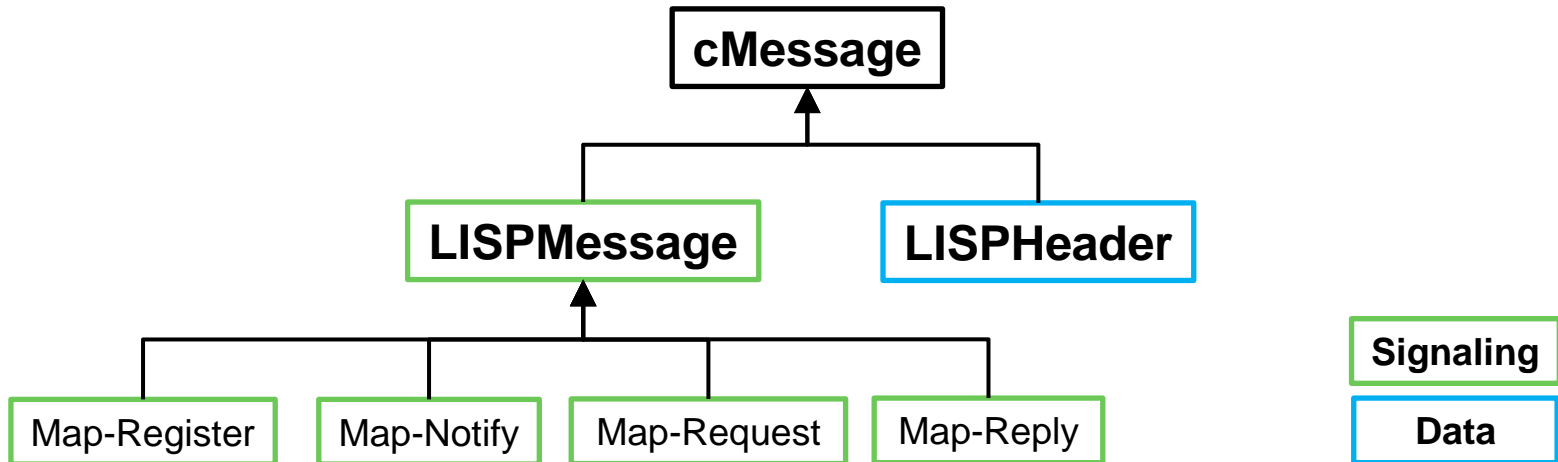 cMessage
LISPMessage
LISPHeader
Signaling
Map-Register
Map-Notify
Map-Request
Map-Reply
Data